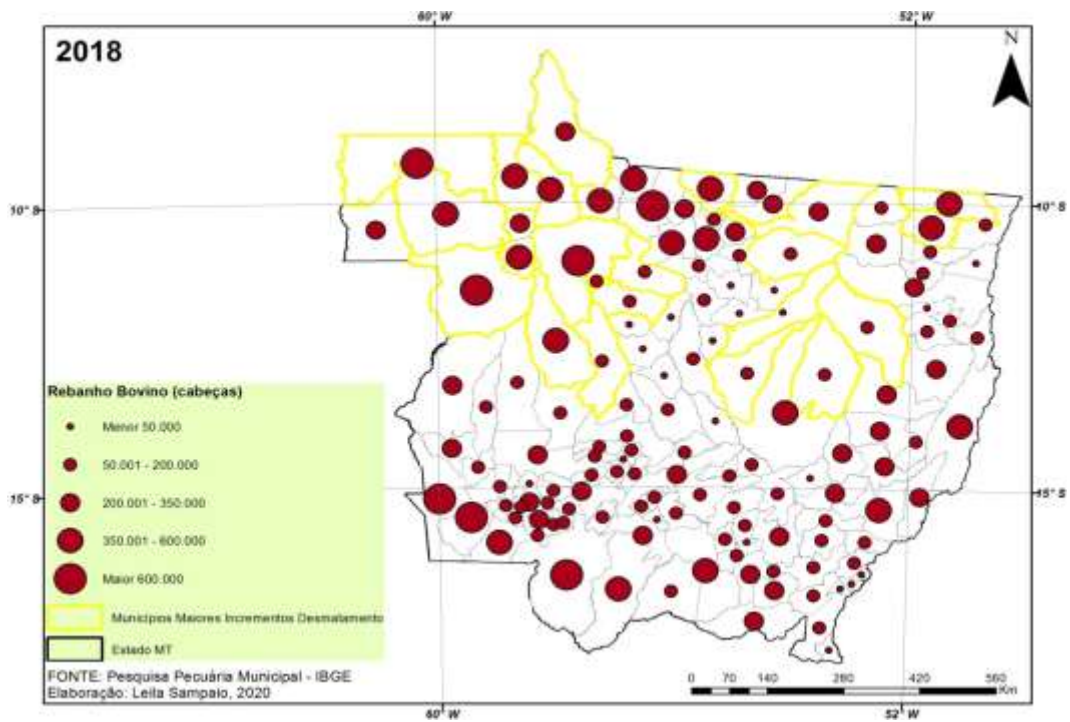 60° W
52° W
2018
N
10° S
10° S
Rebanho Bovino (cabeças)
Menor 50.000
50.001 - 200.000
200.001 - 350.000
350.001 - 600.000
Maior 600.000
Municípios Maiores Incrementos Desmatamento
Estado MT
15° S
15° S
FONTE: Pesquisa Pecuária Municipal - IBGE
Elaboração: Leila Sampaio, 2020
0 70 140 280 420 560
Km
60° W
52° W